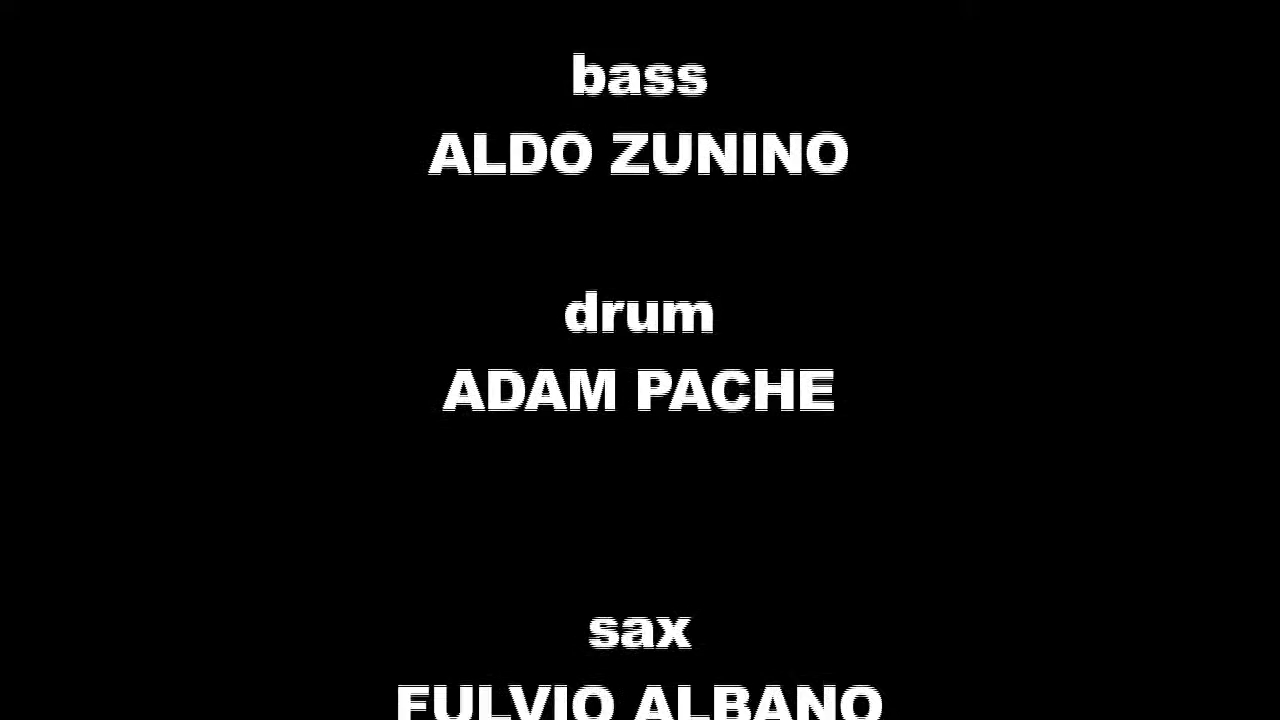 bass
ALDO ZUNINO
drum
ADAM PACHE
sax
FULVIO ALBANO